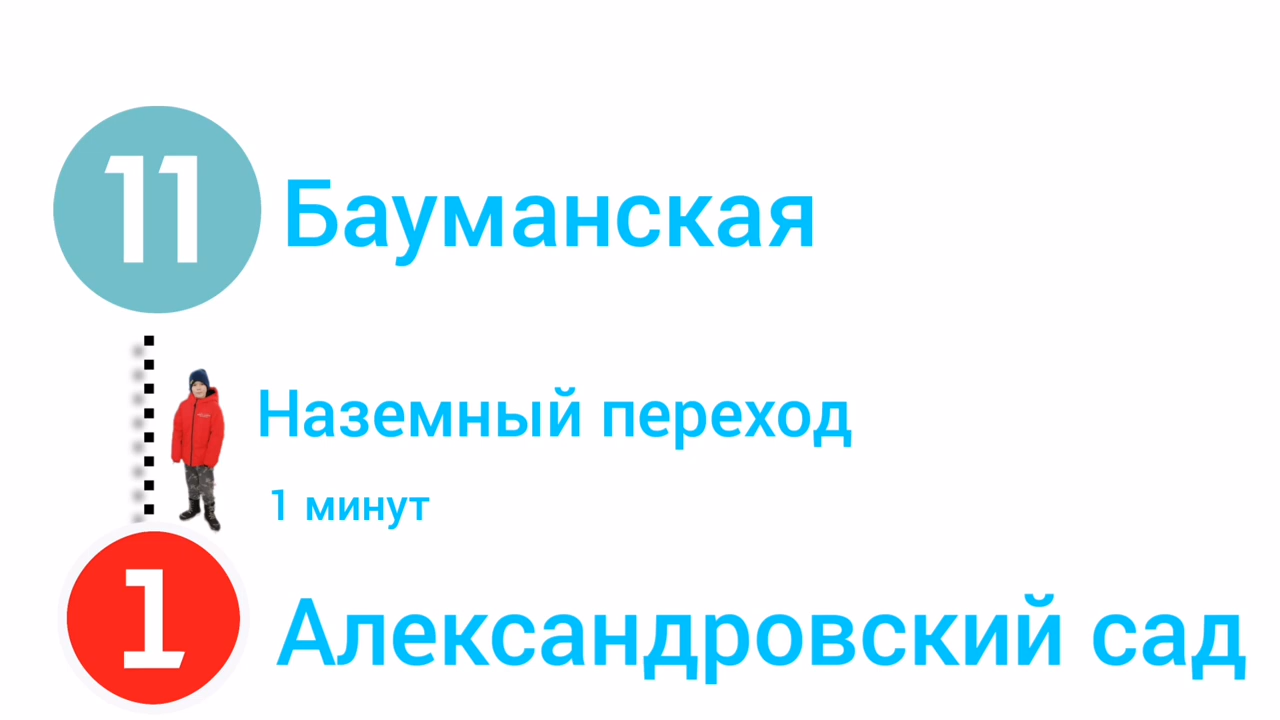 11 Бауманская
Наземный переход
1 минут
1 Александровский сад